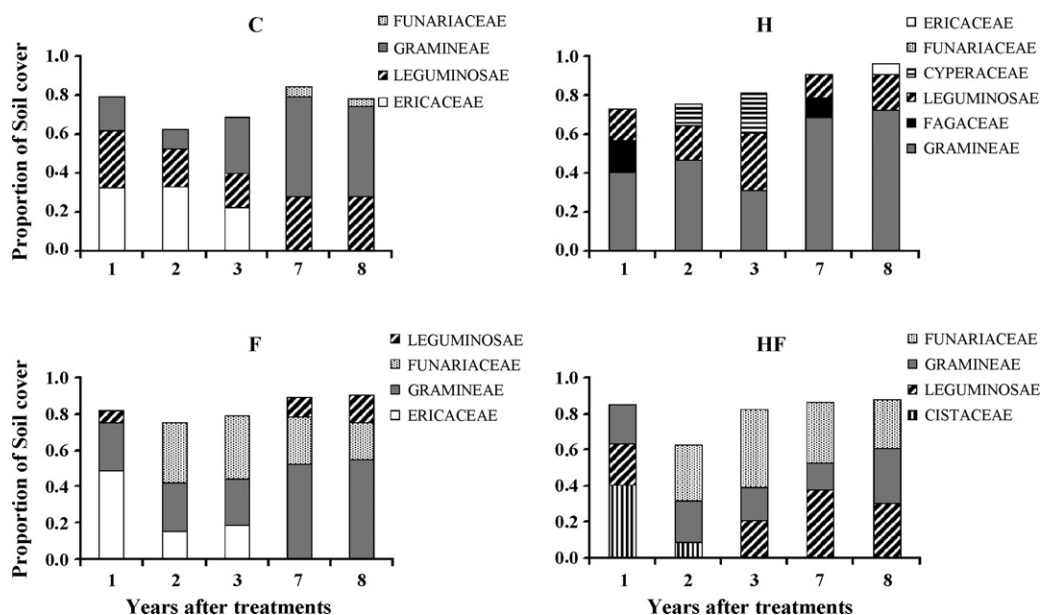 C
FUNARIACEAE
GRAMINEAE
LEGUMINOSAE
ERICACEAE
Proportion of Soil cover
1.0
0.8
0.6
0.4
0.2
0.0
1 2 3 7 8
H
ERICACEAE
FUNARIACEAE
CYPERACEAE
LEGUMINOSAE
FAGACEAE
GRAMINEAE
1.0
0.8
0.6
0.4
0.2
0.0
1 2 3 7 8
F
LEGUMINOSAE
FUNARIACEAE
GRAMINEAE
ERICACEAE
Proportion of Soil cover
1.0
0.8
0.6
0.4
0.2
0.0
1 2 3 7 8
Years after treatments
HF
FUNARIACEAE
GRAMINEAE
LEGUMINOSAE
CISTACEAE
1.0
0.8
0.6
0.4
0.2
0.0
1 2 3 7 8
Years after treatments